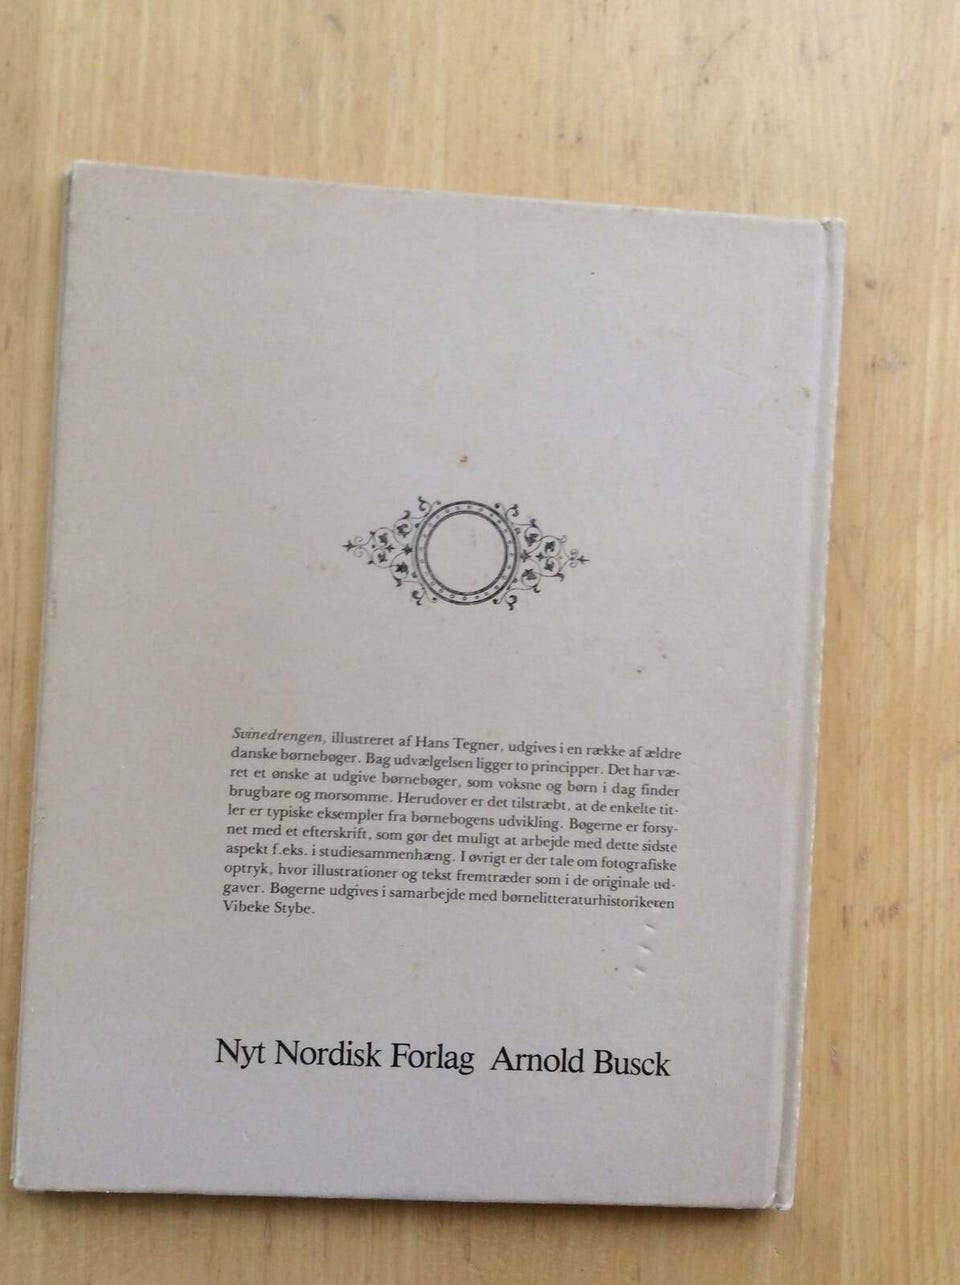 Svinedrengen, illustreret af Hans Tegner, udgives i en række af ældre
danske børnebøger. Bag udvælgelsen ligger to principper. Det har væ-
ret et ønske at udgive børnebøger, som voksne og børn i dag finder
brugbare og morsomme. Herudover er det tilstræbt, at de enkelte tit-
ler er typiske eksempler fra børnebogens udvikling. Bøgerne er forsy-
net med et efterskrift, som gør det muligt at arbejde med dette sidste
aspekt f.eks. i studiesammenhæng. I øvrigt er der tale om fotografiske
optryk, hvor illustrationer og tekst fremtræder som i de originale ud-
gaver. Bøgerne udgives i samarbejde med børnelitteraturhistorikeren
Vibeke Stybe.
Nyt Nordisk Forlag Arnold Busck